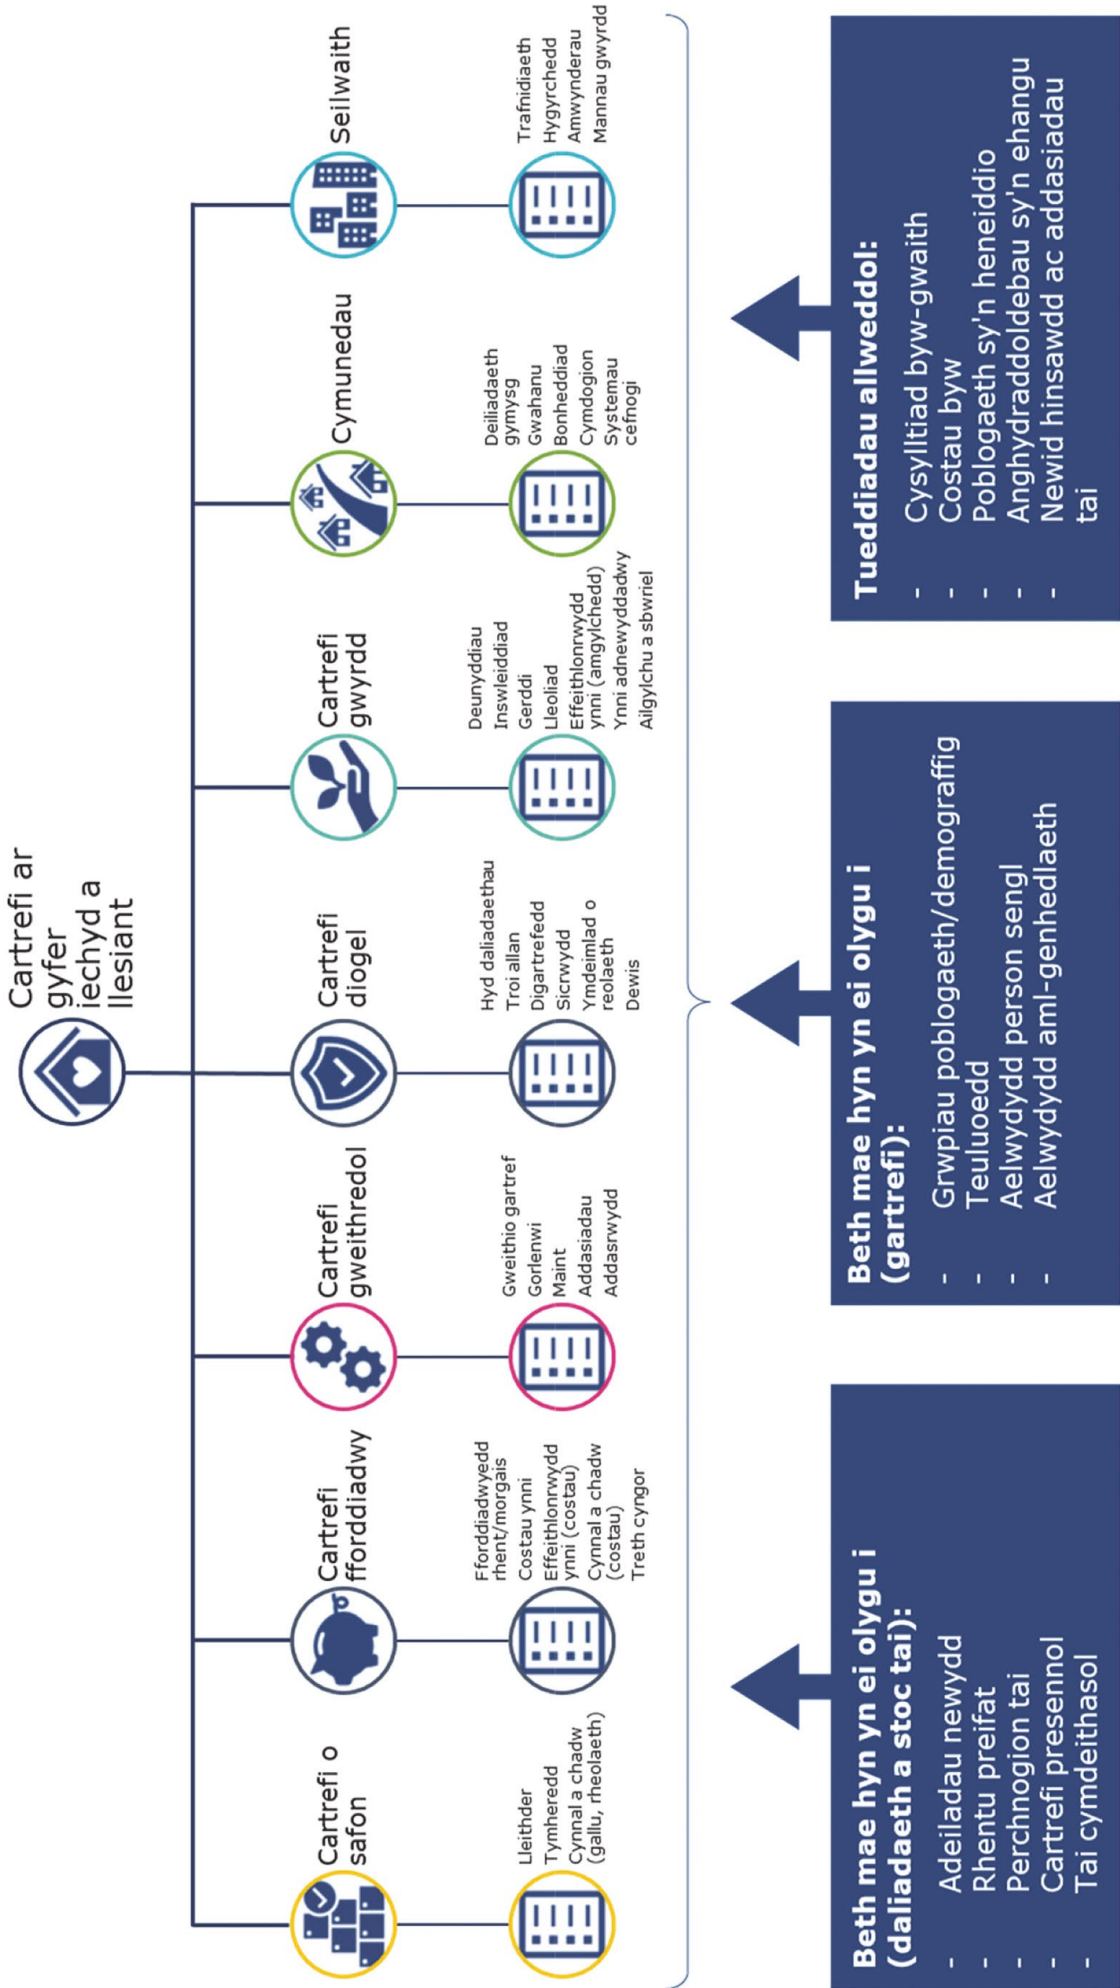 Cartrefi ar
gyfer
iechyd a
llesiant
Cartrefi o
safon
Lleithder
Tymheredd
Cynnal a chadw
(gallu, rheolaeth)
Cartrefi
fforddiadwy
Fforddiadwyedd
rhent/morgais
Costau ynni
Effeithlonrwydd
ynni (costau)
Cynnal a chadw
(costau)
Treth cyngor
Cartrefi
gweithredol
Gweithio gartref
Gorlenwi
Maint
Addasiadau
Addasrwydd
Cartrefi
diogel
Hyd daliadaethau
Troi allan
Digartrefedd
Sicrwydd
Ymdeimlad o
reolaeth
Dewis
Cartrefi
gwyrdd
Deunyddiau
Inswleiddiad
Gerddi
Lleoliad
Effeithlonrwydd
ynni (amgylchedd)
Ynni adnewyddadwy
Ailgylchu a sbwriel
Cymunedau
Deiliadaeth
gymysg
Gwahanu
Bonheddiad
Cymdogion
Systemau
cefnogi
Seilwaith
Trafnidiaeth
Hygyrchedd
Amwynderau
Mannau gwyrdd
Beth mae hyn yn ei olygu i
(daliadaeth a stoc tai):
- Adeiladau newydd
- Rhentu preifat
- Perchnogion tai
- Cartrefi presennol
- Tai cymdeithasol
Beth mae hyn yn ei olygu i
(gartrefi):
- Grwpiau poblogaeth/demograffig
- Teuluoedd
- Aelwydydd person sengl
- Aelwydydd aml-genhedlaeth
Tueddiadau allweddol:
- Cysylltiad byw-gwaith
- Costau byw
- Poblogaeth sy'n heneiddio
- Anghydraddoldebau sy'n ehangu
- Newid hinsawdd ac addasiadau
tai